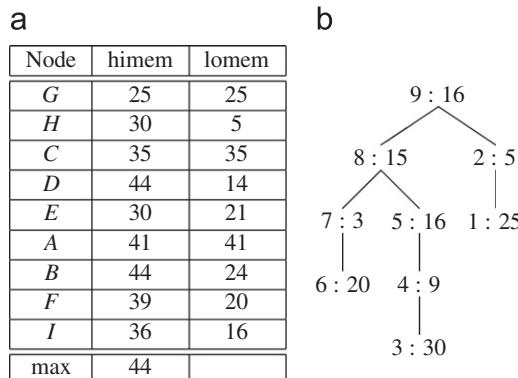 a
Node himem lomem
G 25 25
H 30 5
C 35 35
D 44 14
E 30 21
A 41 41
B 44 24
F 39 20
I 36 16
max 44
b
9 : 16
8 : 15 2 : 5
7 : 3 5 : 16 1 : 25
6 : 20 4 : 9
3 : 30